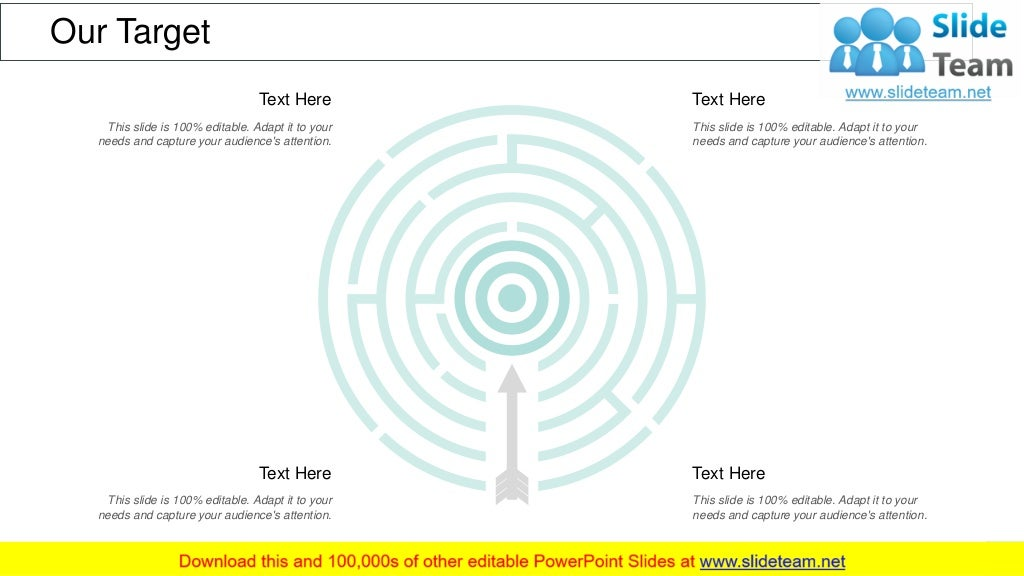 Our Target
Slide
Team
www.slideteam.net
Text Here
This slide is 100% editable. Adapt it to your
needs and capture your audience's attention.
Text Here
This slide is 100% editable. Adapt it to your
needs and capture your audience's attention.
Text Here
This slide is 100% editable. Adapt it to your
needs and capture your audience's attention.
Text Here
This slide is 100% editable. Adapt it to your
needs and capture your audience's attention.
Download this and 100,000s of other editable PowerPoint Slides at www.slideteam.net